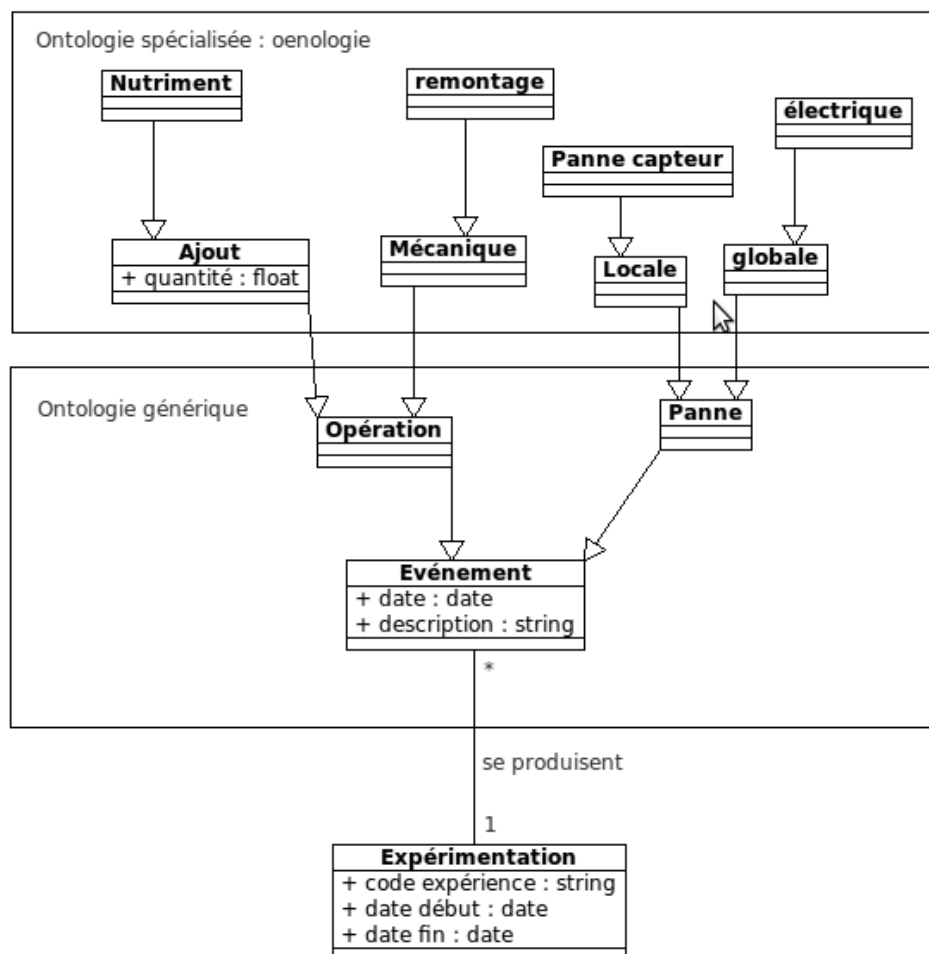 Ontologie spécialisée : oenologie
Nutriment
remontage
électrique
Panne capteur
Ajout
+ quantité : float
Mécanique
Locale
globale
Ontologie générique
Opération
Panne
Evénement
+ date : date
+ description : string
*
se produisent
1
Expérimentation
+ code expérience : string
+ date début : date
+ date fin : date